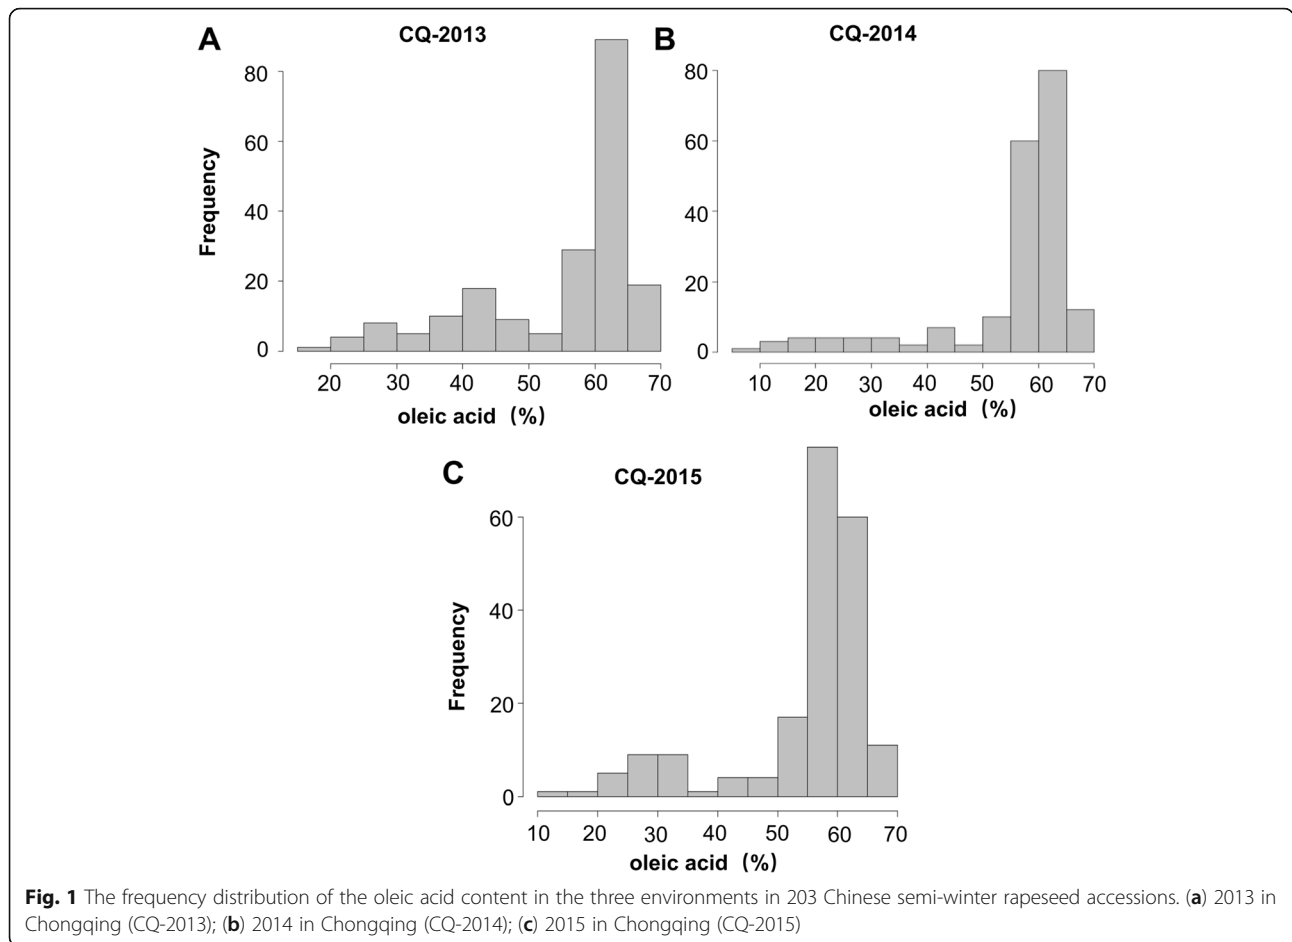 A
CQ-2013
Frequency
80
60
40
20
0
20 30 40 50 60 70
oleic acid (%)
B
CQ-2014
80
60
40
20
0
10 20 30 40 50 60 70
oleic acid (%)
C
CQ-2015
Frequency
60
40
20
0
10 20 30 40 50 60 70
oleic acid (%)
Fig. 1 The frequency distribution of the oleic acid content in the three environments in 203 Chinese semi-winter rapeseed accessions. (a) 2013 in
Chongqing (CQ-2013); (b) 2014 in Chongqing (CQ-2014); (c) 2015 in Chongqing (CQ-2015)